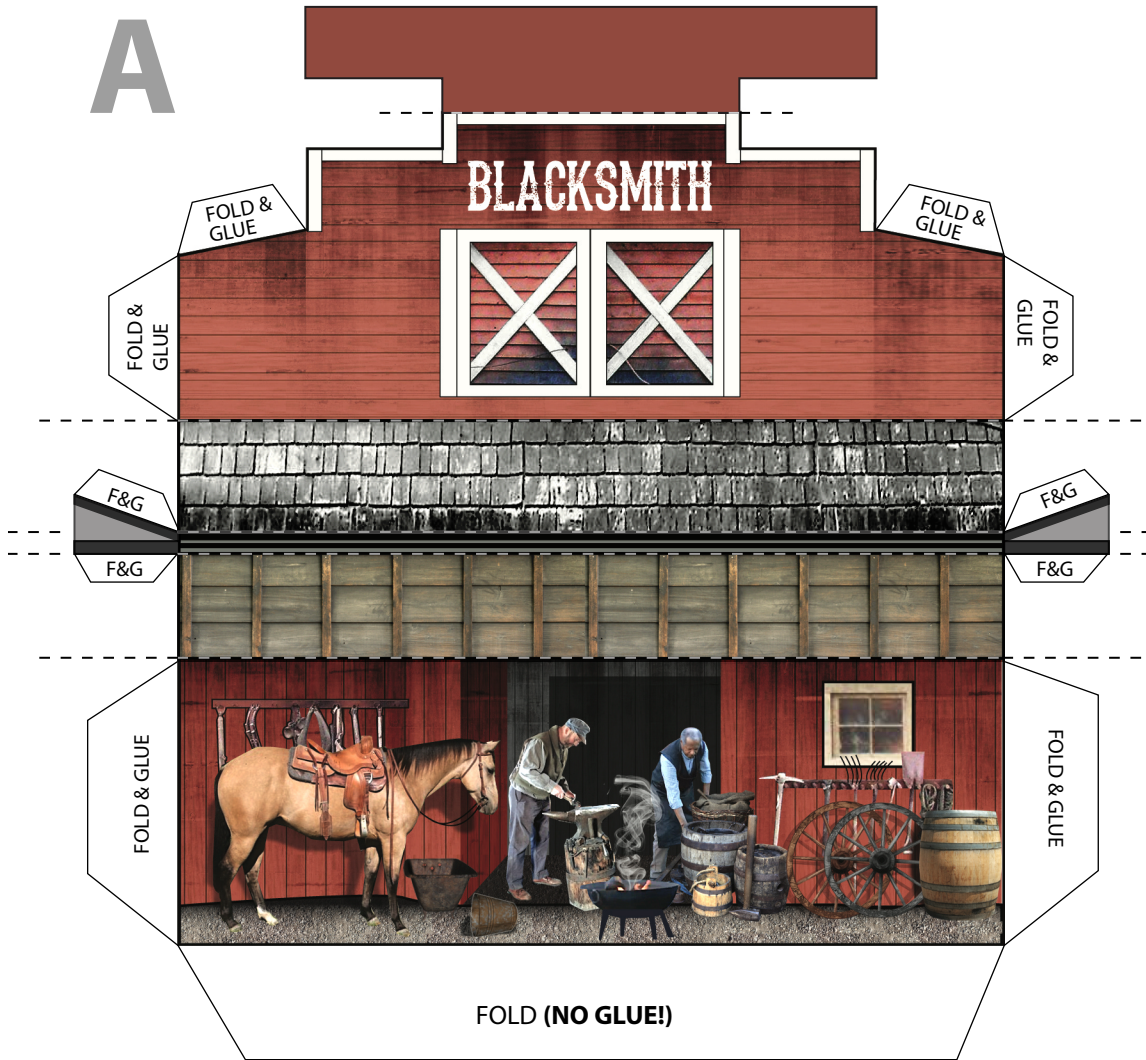 A
BLACKSMITH
FOLD &
GLUE
FOLD &
GLUE
FOLD &
GLUE
FOLD &
GLUE
F&G
F&G
F&G
F&G
FOLD & GLUE
FOLD & GLUE
FOLD (NO GLUE!)